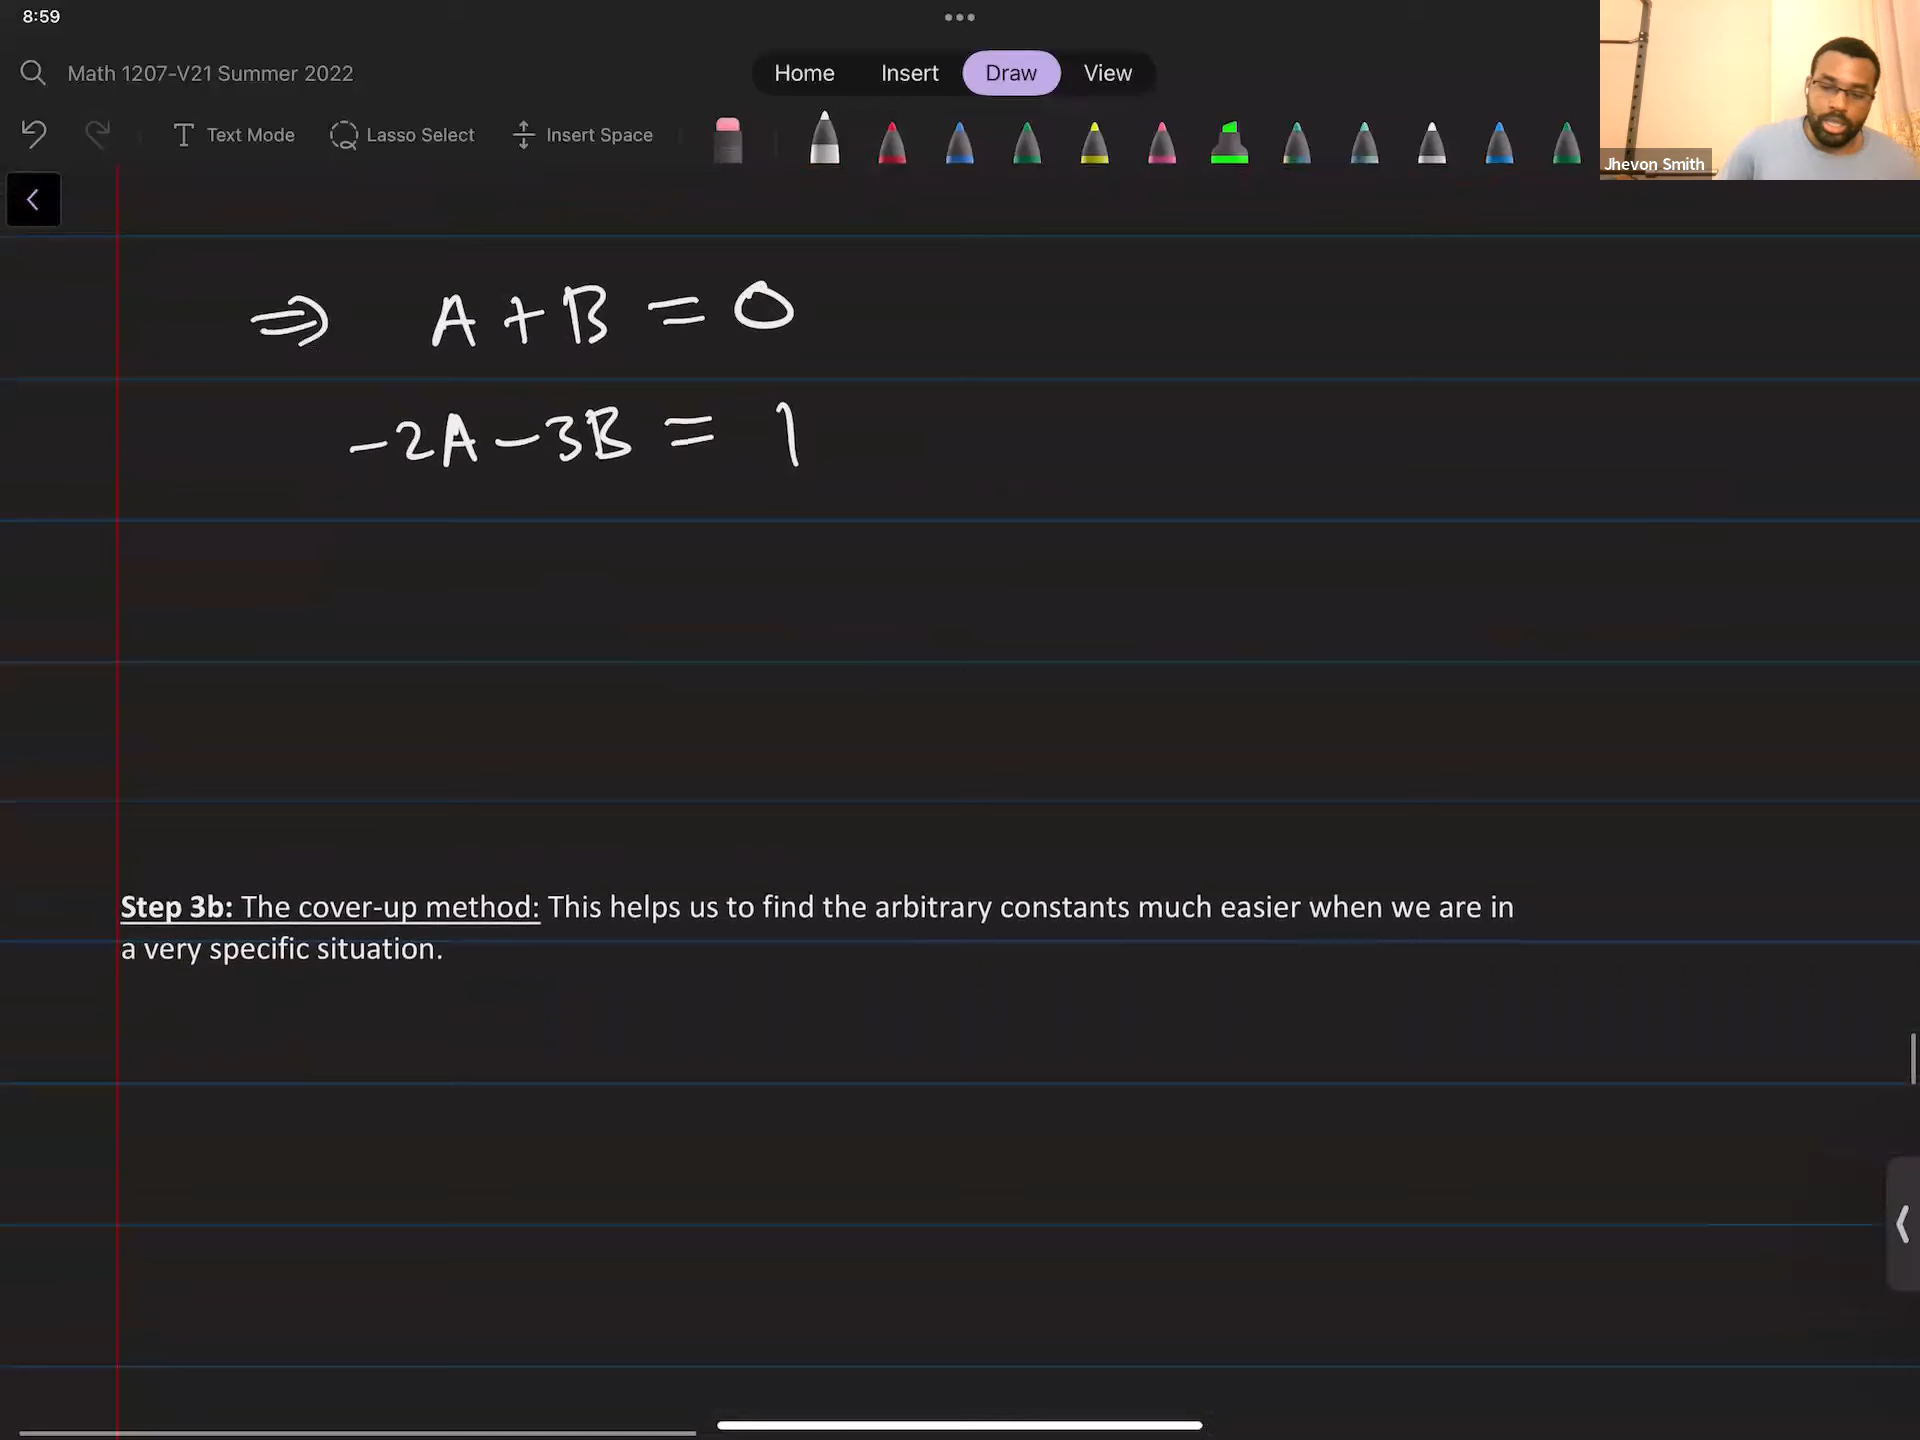 8:59
Math 1207-V21 Summer 2022
Home Insert Draw View
Text Mode Lasso Select Insert Space
Jhevon Smith
⇒ A + B = 0
-2A - 3B = 1
Step 3b: The cover-up method: This helps us to find the arbitrary constants much easier when we are in
a very specific situation.